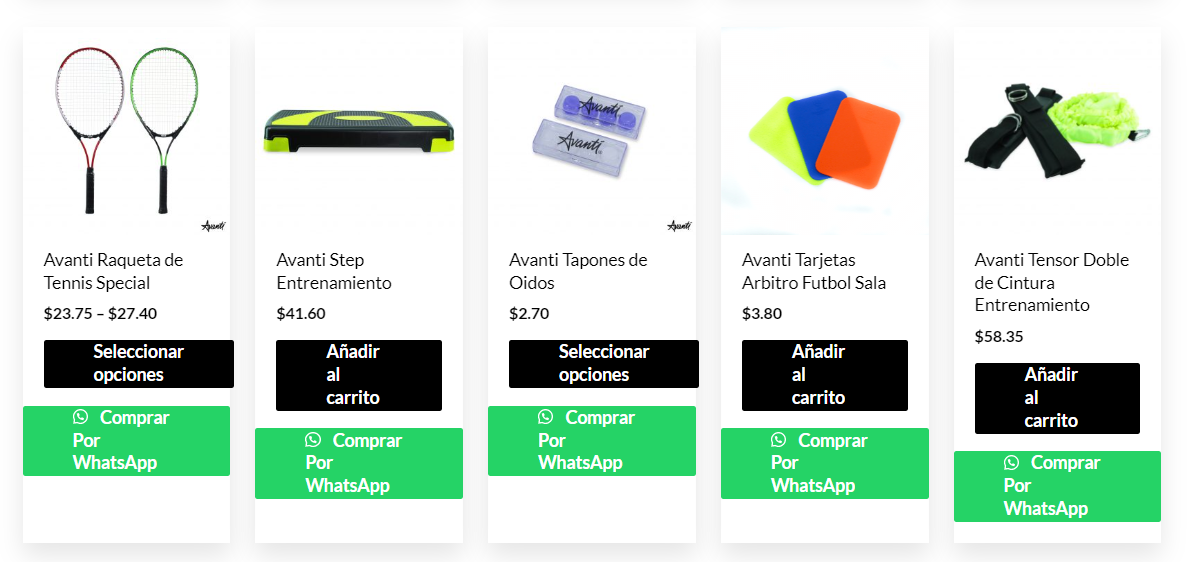 Avanti
Avanti
Avanti
Avanti
Avanti Raqueta de
Tennis Special
$23.75 – $27.40
Seleccionar
opciones
Comprar
Por
WhatsApp
Avanti Step
Entrenamiento
$41.60
Añadir
al
carrito
Comprar
Por
WhatsApp
Avanti Tapones de
Oidos
$2.70
Seleccionar
opciones
Comprar
Por
WhatsApp
Avanti Tarjetas
Arbitro Futbol Sala
$3.80
Añadir
al
carrito
Comprar
Por
WhatsApp
Avanti Tensor Doble
de Cintura
Entrenamiento
$58.35
Añadir
al
carrito
Comprar
Por
WhatsApp